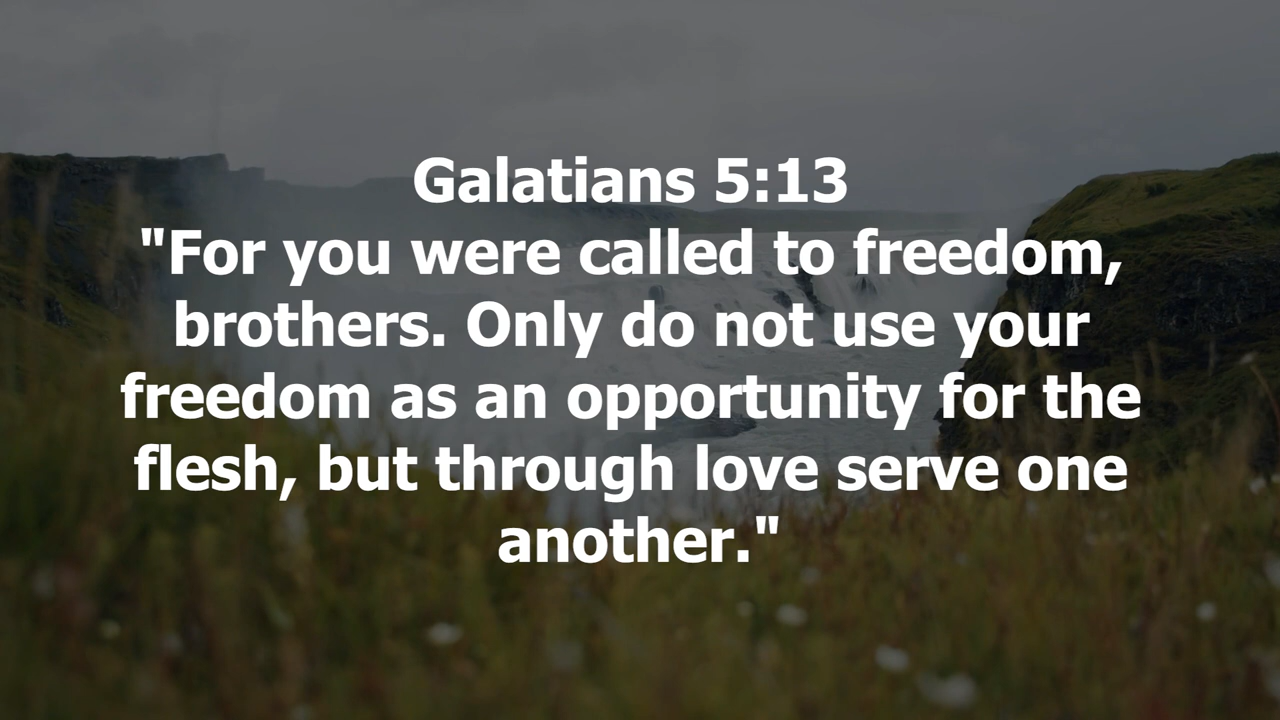 Galatians 5:13
"For you were called to freedom,
brothers. Only do not use your
freedom as an opportunity for the
flesh, but through love serve one
another."